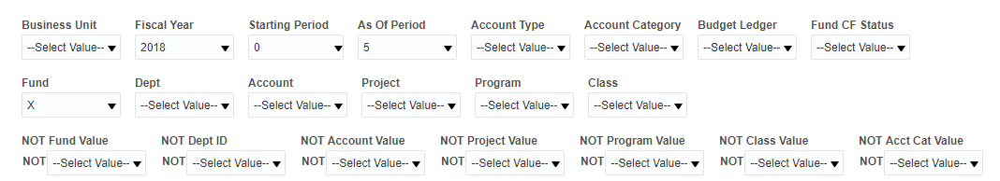 Business Unit Fiscal Year Starting Period As Of Period Account Type Account Category Budget Ledger Fund CF Status
--Select Value-- 2018 0 5 --Select Value-- --Select Value-- --Select Value-- --Select Value--
Fund Dept Account Project Program Class
X --Select Value-- --Select Value-- --Select Value-- --Select Value-- --Select Value--
NOT Fund Value NOT Dept ID NOT Account Value NOT Project Value NOT Program Value NOT Class Value NOT Acct Cat Value
NOT --Select Value-- NOT --Select Value-- NOT --Select Value-- NOT --Select Value-- NOT --Select Value-- NOT --Select Value-- NOT --Select Value--